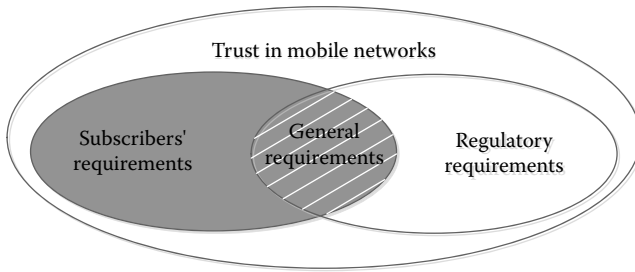 Trust in mobile networks
Subscribers'
requirements
General
requirements
Regulatory
requirements